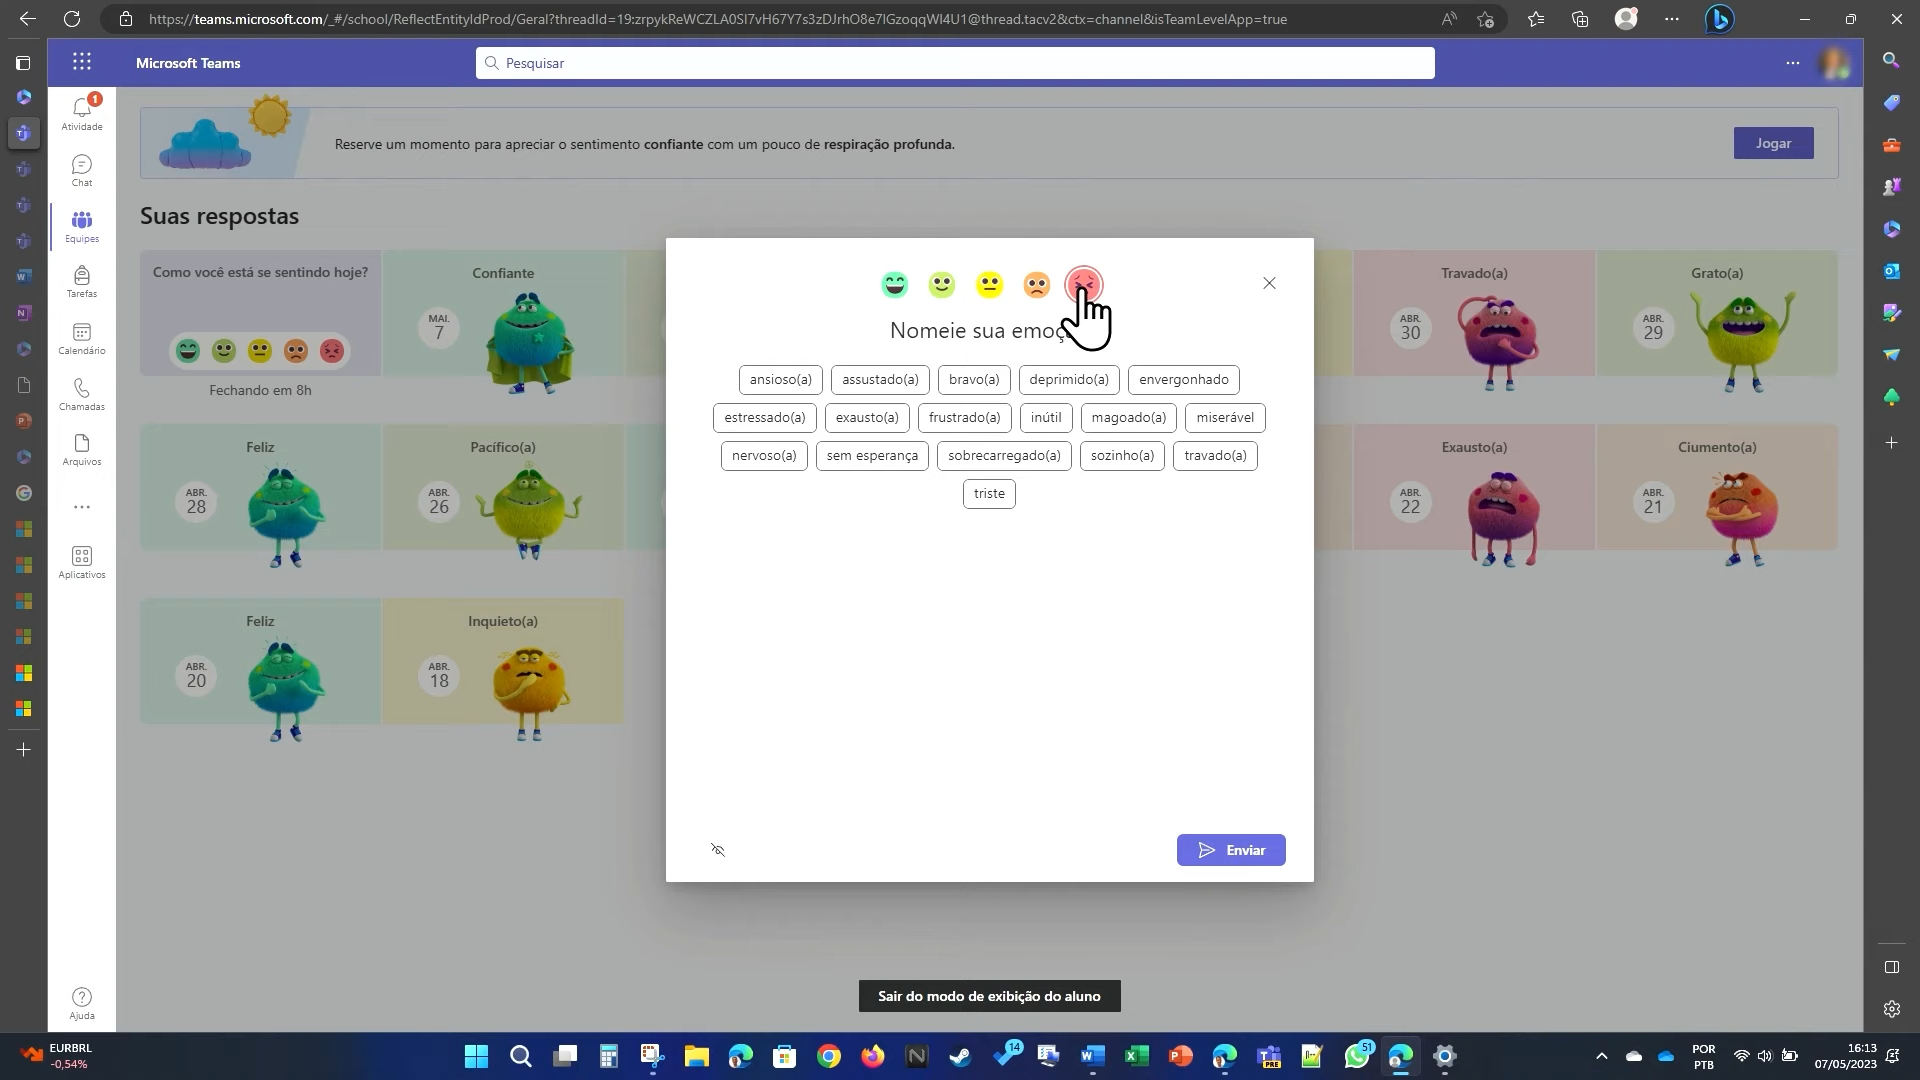 https://teams.microsoft.com/_#/school/ReflectEntityIdProd/Geral?threadId=19:zrpykReWCZLA0SI7vH67Y7s3zDJrhO8e7IGzoqqWI4U1@thread.tacv2&ctx=channel&isTeamLevelApp=true
Microsoft Teams
Pesquisar
1
Atividade
Chat
Equipes
Tarefas
Calendário
Chamadas
Arquivos
Aplicativos
Ajuda
Reserve um momento para apreciar o sentimento confiante com um pouco de respiração profunda.
Jogar
Suas respostas
Como você está se sentindo hoje?
Fechando em 8h
Confiante
MAI.
7
Travado(a)
ABR.
30
Grato(a)
ABR.
29
Feliz
ABR.
28
Pacífico(a)
ABR.
26
Exausto(a)
ABR.
22
Ciumento(a)
ABR.
21
Feliz
ABR.
20
Inquieto(a)
ABR.
18
Nomeie sua emoç
ansioso(a) assustado(a) bravo(a) deprimido(a) envergonhado
estressado(a) exausto(a) frustrado(a) inútil magoado(a) miserável
nervoso(a) sem esperança sobrecarregado(a) sozinho(a) travado(a)
triste
Enviar
Sair do modo de exibição do aluno
EURBRL
-0,54%
14
PRE
51
POR
PTB
16:13
07/05/2023